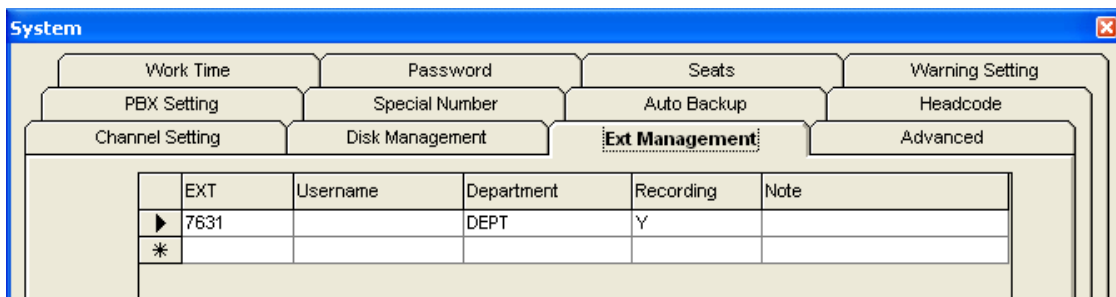 System
Work Time Password Seats Warning Setting
PBX Setting Special Number Auto Backup Headcode
Channel Setting Disk Management Ext Management Advanced
EXT Username Department Recording Note
7631 DEPT Y